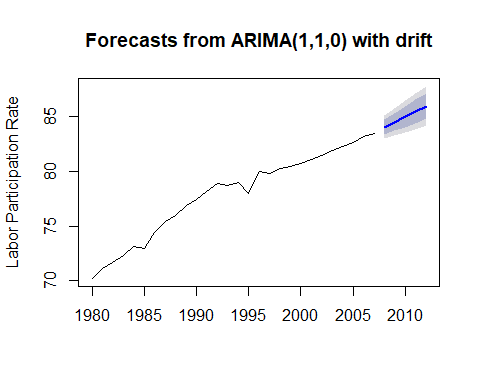 Forecasts from ARIMA(1,1,0) with drift
Labor Participation Rate
85
80
75
70
1980 1985 1990 1995 2000 2005 2010